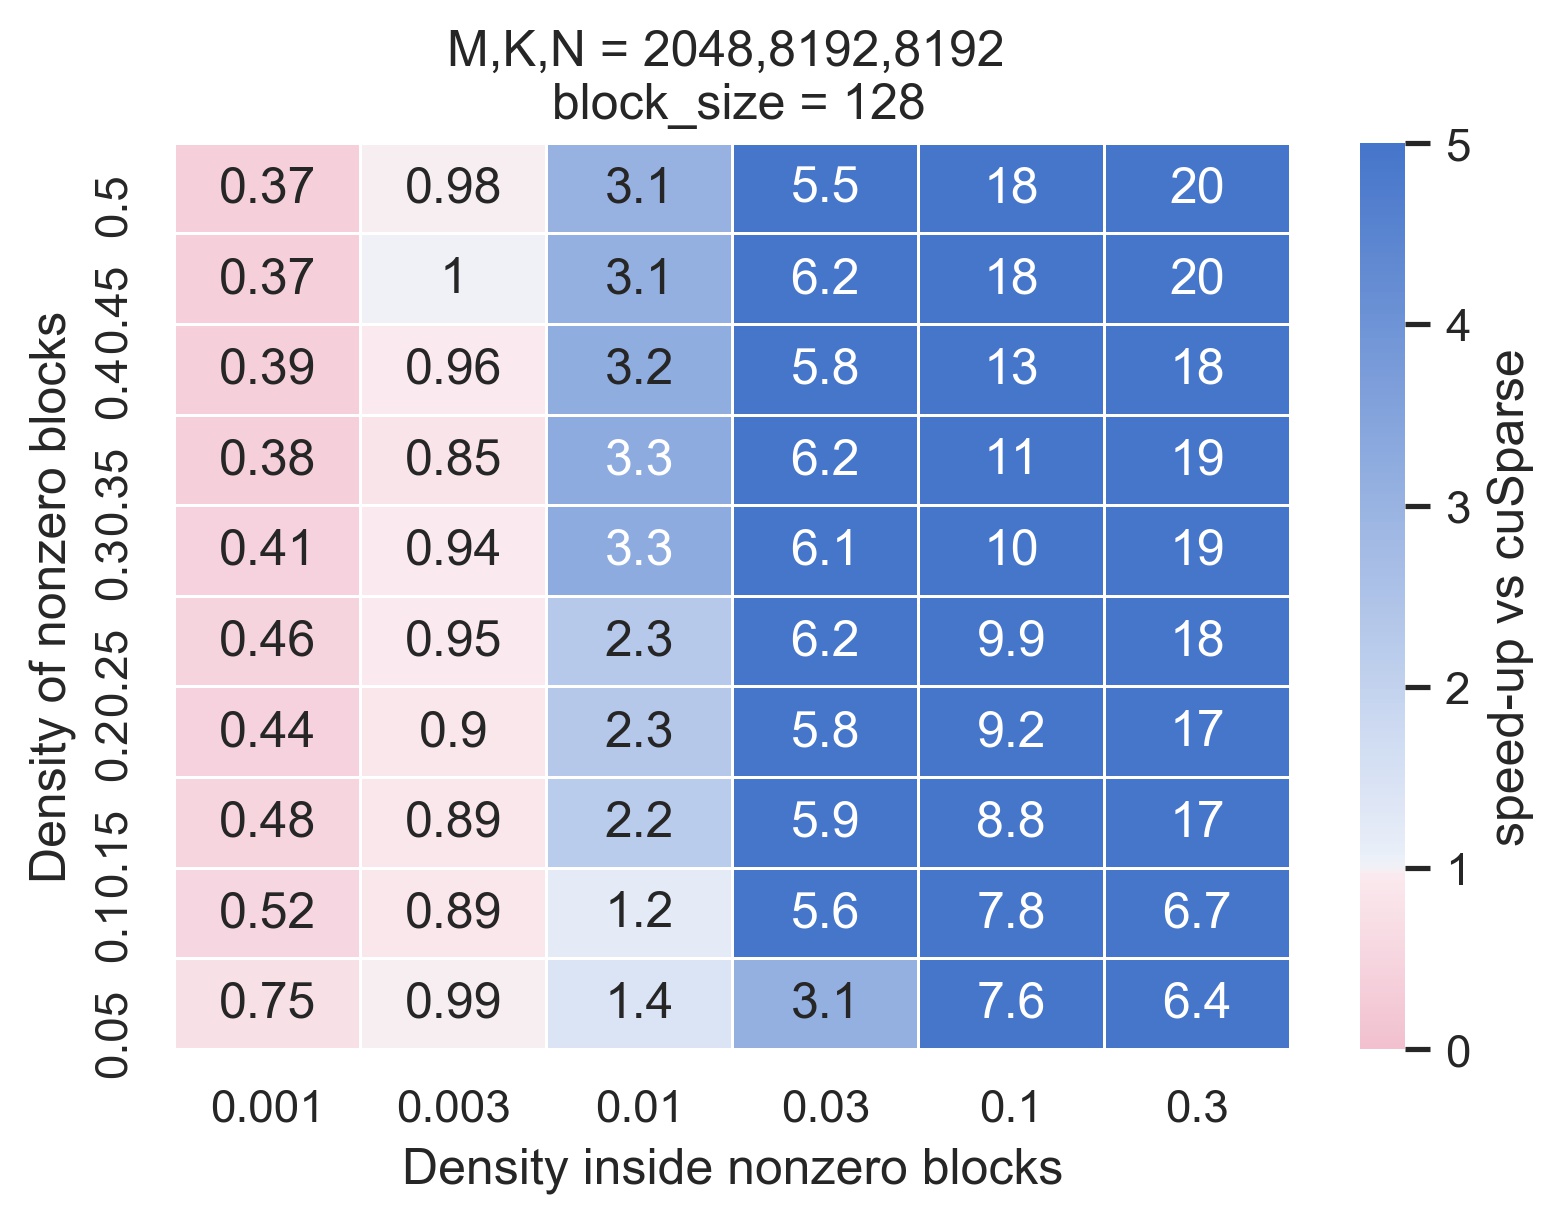 M,K,N = 2048,8192,8192
block_size = 128
Density of nonzero blocks
0.5 0.37 0.98 3.1 5.5 18 20
0.45 0.37 1 3.1 6.2 18 20
0.4 0.39 0.96 3.2 5.8 13 18
0.35 0.38 0.85 3.3 6.2 11 19
0.3 0.41 0.94 3.3 6.1 10 19
0.25 0.46 0.95 2.3 6.2 9.9 18
0.2 0.44 0.9 2.3 5.8 9.2 17
0.15 0.48 0.89 2.2 5.9 8.8 17
0.1 0.52 0.89 1.2 5.6 7.8 6.7
0.05 0.75 0.99 1.4 3.1 7.6 6.4
0.001 0.003 0.01 0.03 0.1 0.3
Density inside nonzero blocks
5
4
3
2
1
0
speed-up vs cuSparse